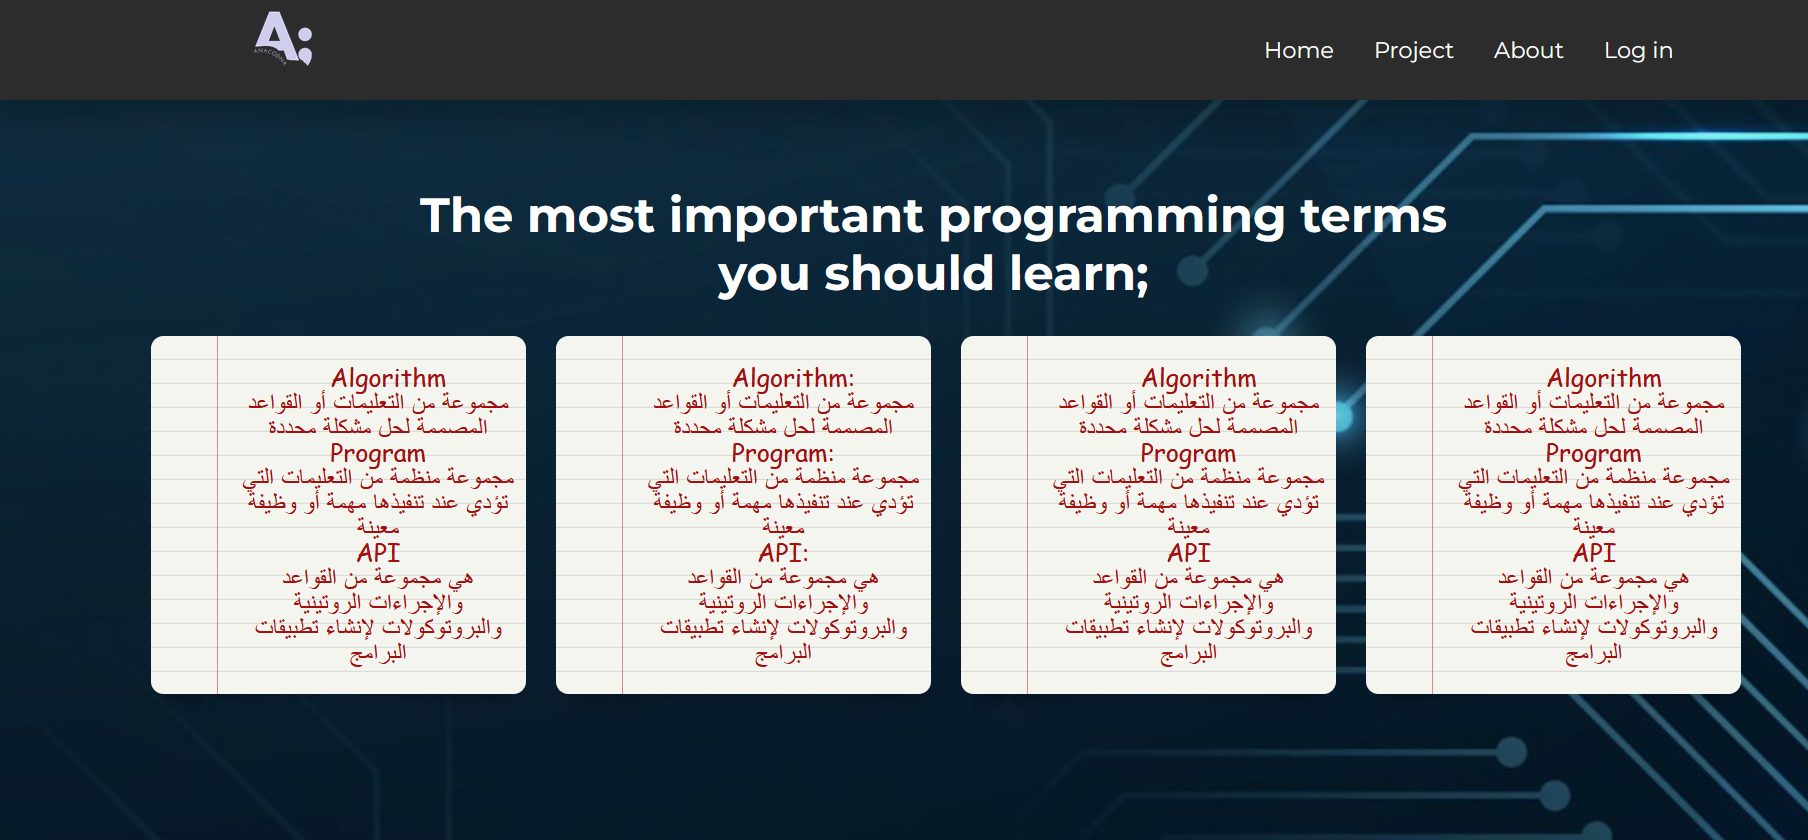 A:
ANACODNA
Home Project About Log in
The most important programming terms
you should learn;
Algorithm
مجموعة من التعليمات أو القواعد
المصممة لحل مشكلة محددة
Program
مجموعة منظمة من التعليمات التي
تؤدي عند تنفيذها مهمة أو وظيفة
معينة
API
هي مجموعة من القواعد
والإجراءات الروتينية
والبروتوكولات لإنشاء تطبيقات
البرامج
Algorithm:
مجموعة من التعليمات أو القواعد
المصممة لحل مشكلة محددة
Program:
مجموعة منظمة من التعليمات التي
تؤدي عند تنفيذها مهمة أو وظيفة
معينة
API:
هي مجموعة من القواعد
والإجراءات الروتينية
والبروتوكولات لإنشاء تطبيقات
البرامج
Algorithm
مجموعة من التعليمات أو القواعد
المصممة لحل مشكلة محددة
Program
مجموعة منظمة من التعليمات التي
تؤدي عند تنفيذها مهمة أو وظيفة
معينة
API
هي مجموعة من القواعد
والإجراءات الروتينية
والبروتوكولات لإنشاء تطبيقات
البرامج
Algorithm
مجموعة من التعليمات أو القواعد
المصممة لحل مشكلة محددة
Program
مجموعة منظمة من التعليمات التي
تؤدي عند تنفيذها مهمة أو وظيفة
معينة
API
هي مجموعة من القواعد
والإجراءات الروتينية
والبروتوكولات لإنشاء تطبيقات
البرامج